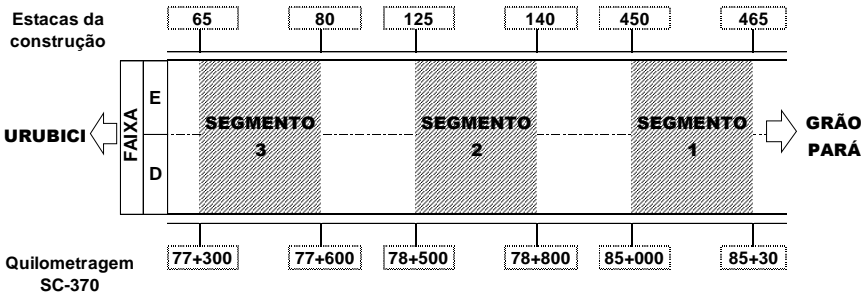 Estacas da
construção
65
80
125
140
450
465
URUBICI
FAIXA
E
D
SEGMENTO
3
SEGMENTO
2
SEGMENTO
1
GRÃO
PARÁ
Quilometragem
SC-370
77+300
77+600
78+500
78+800
85+000
85+30